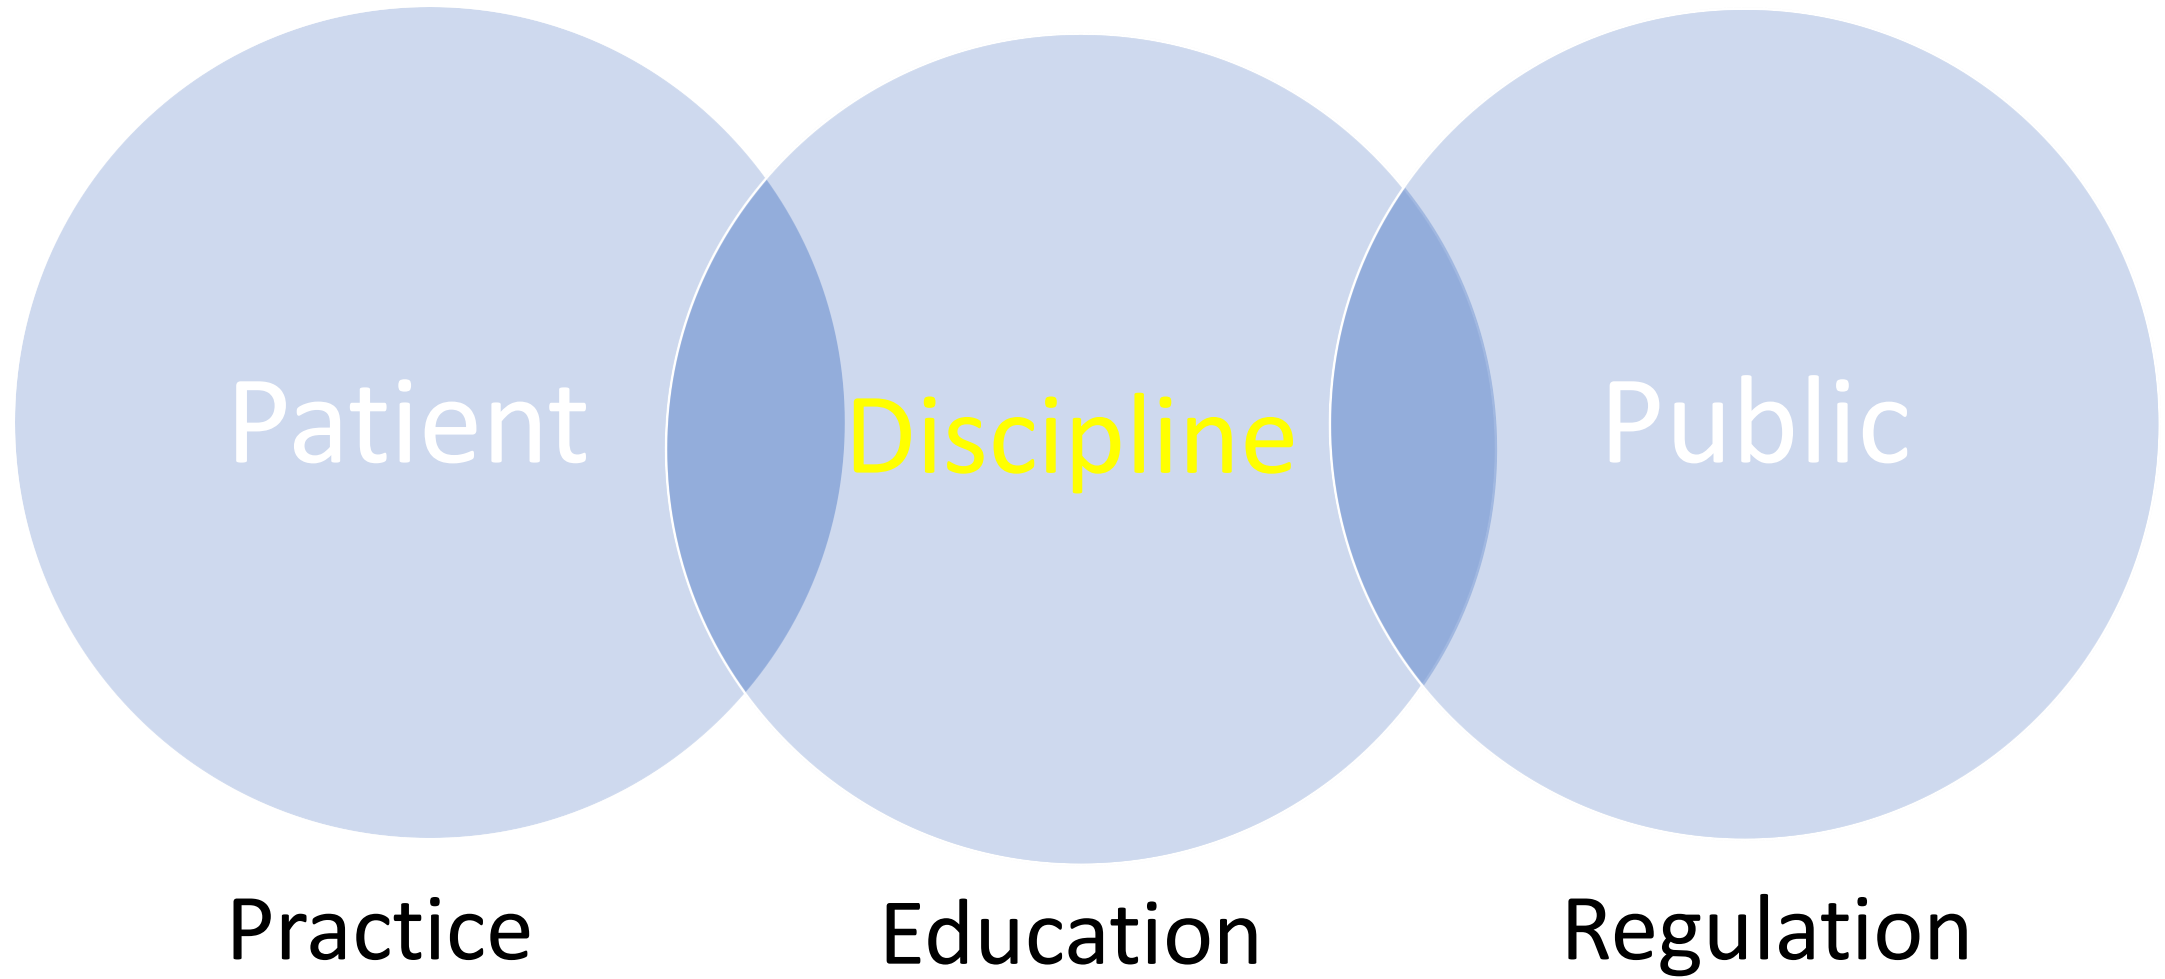 Patient
Discipline
Public
Practice
Education
Regulation